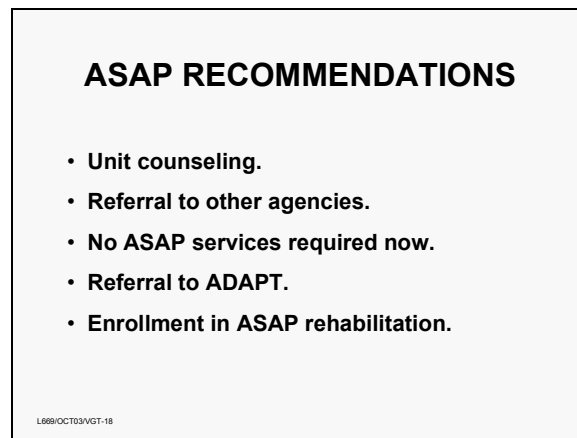 ASAP RECOMMENDATIONS
• Unit counseling.
• Referral to other agencies.
• No ASAP services required now.
• Referral to ADAPT.
• Enrollment in ASAP rehabilitation.
L669/OCT03/VGT-18